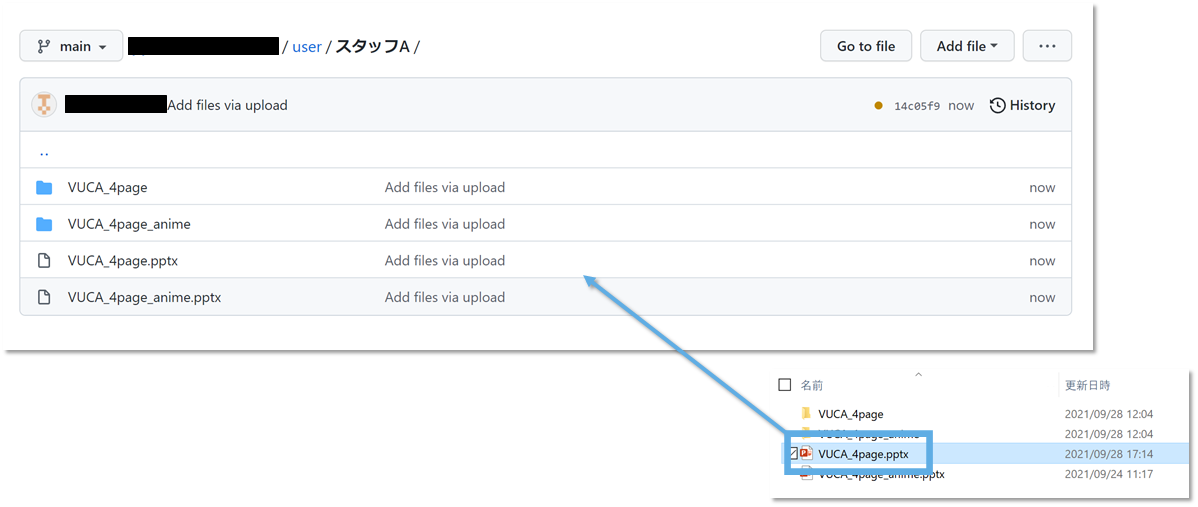 main / user / スタッフA / Go to file Add file ...
Add files via upload 14c05f9 now History
..
VUCA_4page Add files via upload now
VUCA_4page_anime Add files via upload now
VUCA_4page.pptx Add files via upload now
VUCA_4page_anime.pptx Add files via upload now
名前 更新日時
VUCA_4page 2021/09/28 12:04
VUCA_4page_anime 2021/09/28 12:04
VUCA_4page.pptx 2021/09/28 17:14
VUCA_4page_anime.pptx 2021/09/24 11:17